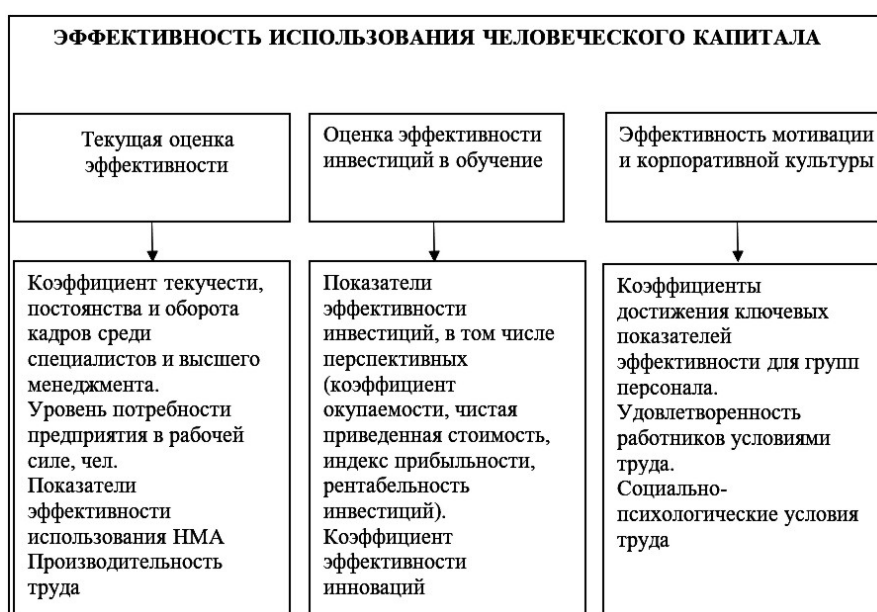 ЭФФЕКТИВНОСТЬ ИСПОЛЬЗОВАНИЯ ЧЕЛОВЕЧЕСКОГО КАПИТАЛА
Текущая оценка
эффективности
Оценка эффективности
инвестиций в обучение
Эффективность мотивации
и корпоративной культуры
Коэффициент текучести,
постоянства и оборота
кадров среди
специалистов и высшего
менеджмента.
Уровень потребности
предприятия в рабочей
силе, чел.
Показатели
эффективности
использования НМА
Производительность
труда
Показатели
эффективности
инвестиций, в том числе
перспективных
(коэффициент
окупаемости, чистая
приведенная стоимость,
индекс прибыльности,
рентабельность
инвестиций).
Коэффициент
эффективности
инноваций
Коэффициенты
достижения ключевых
показателей
эффективности для групп
персонала.
Удовлетворенность
работников условиями
труда.
Социально-
психологические условия
труда